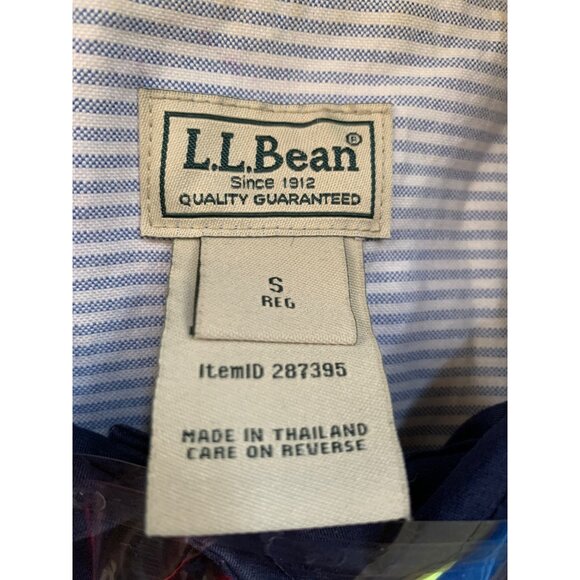 L.L.Bean®
Since 1912
QUALITY GUARANTEED
S
REG
ItemID 287395
MADE IN THAILAND
CARE ON REVERSE